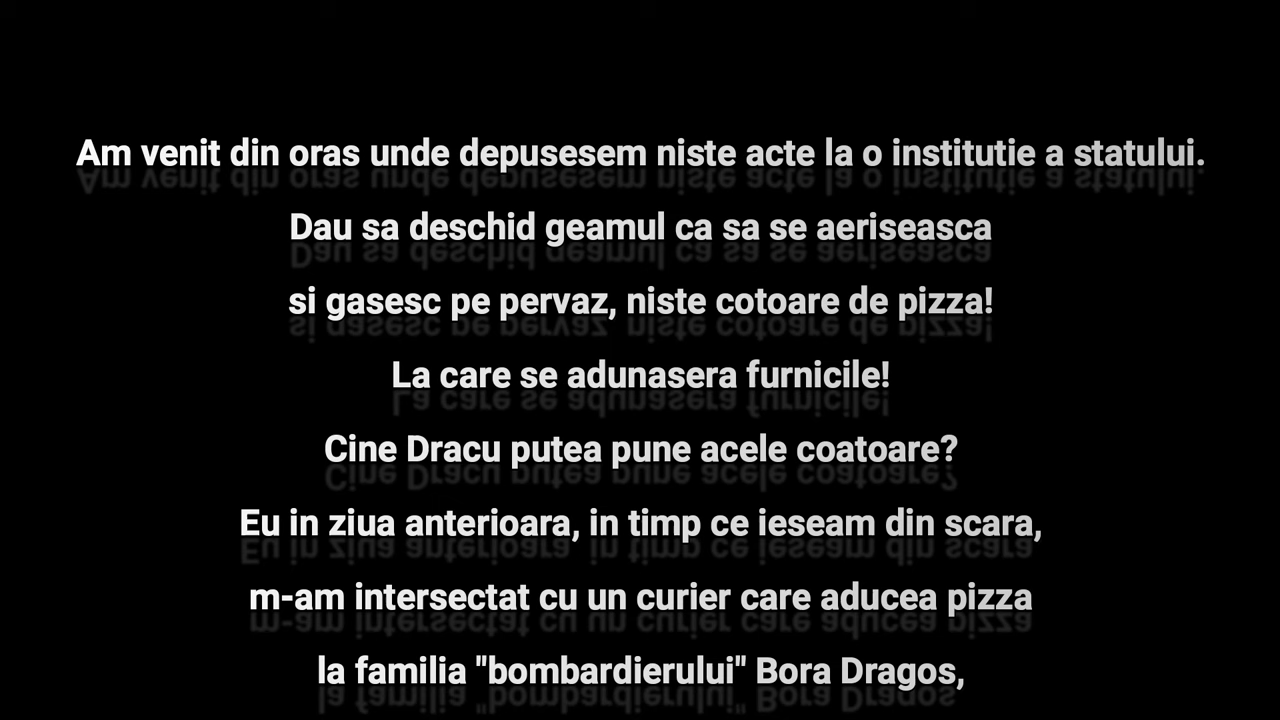 Am venit din oras unde depusesem niste acte la o institutie a statului.
Dau sa deschid geamul ca sa se aeriseasca
si gasesc pe pervaz, niste cotoare de pizza!
La care se adunasera furnicile!
Cine Dracu putea pune acele coatoare?
Eu in ziua anterioara, in timp ce ieseam din scara,
m-am intersectat cu un curier care aducea pizza
la familia "bombardierului" Bora Dragos,